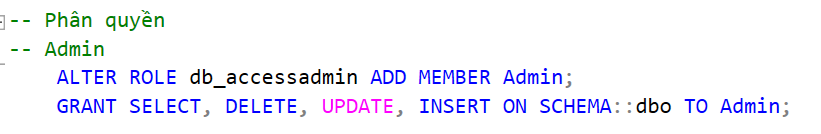 -- Phân quyền
-- Admin
ALTER ROLE db_accessadmin ADD MEMBER Admin;
GRANT SELECT, DELETE, UPDATE, INSERT ON SCHEMA::dbo TO Admin;